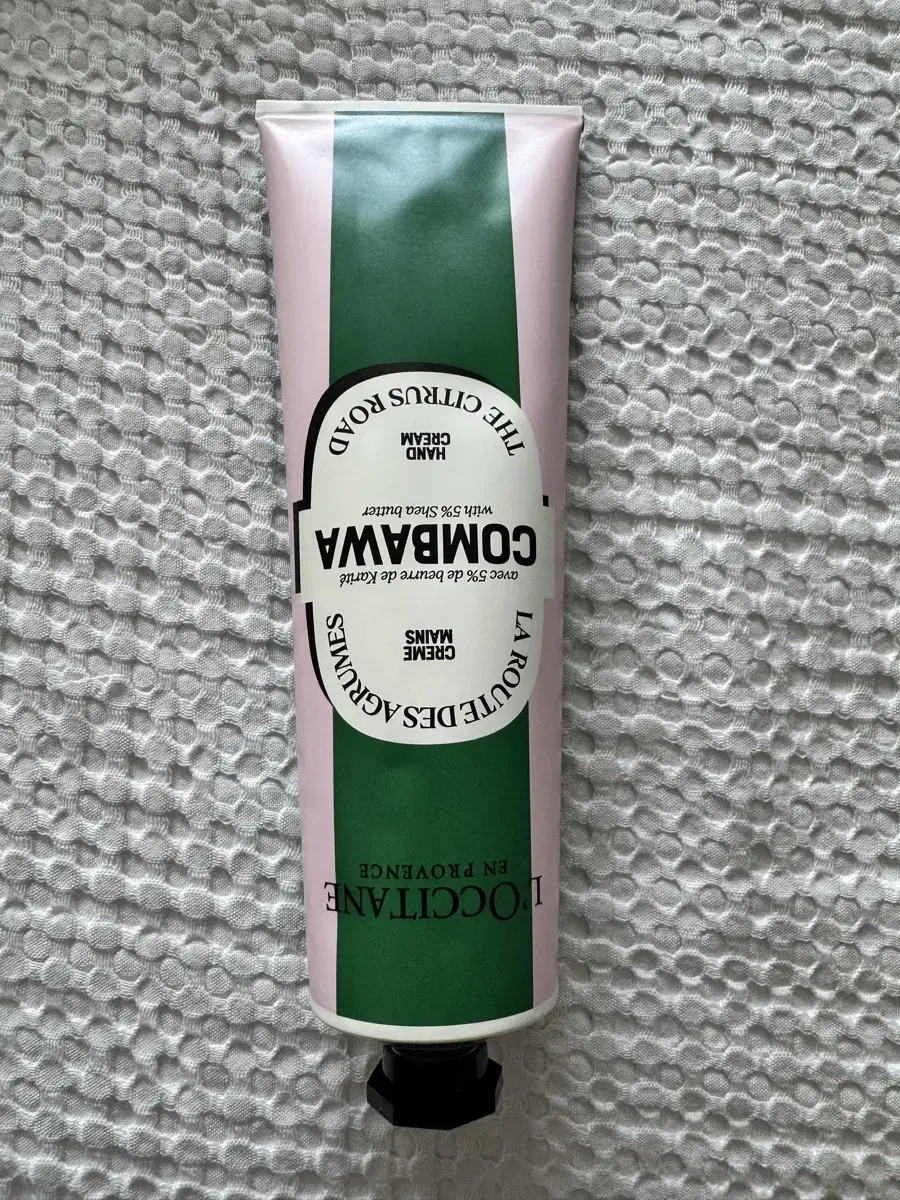 L'OCCITANE
EN PROVENCE
LA ROUTE DES AGRUMES
CREME
MAINS
avec 5% de beurre de Karité
COMBAWA
with 5% Shea butter
HAND
CREAM
THE CITRUS ROAD